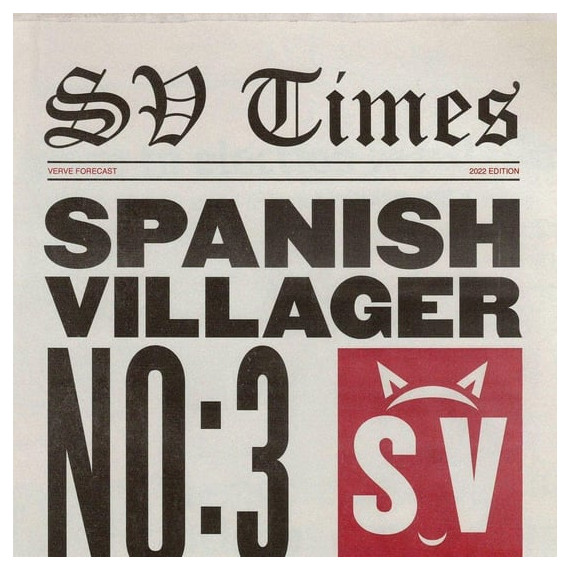 SV Times
VERVE FORECAST 2022 EDITION
SPANISH
VILLAGER
NO:3
SV